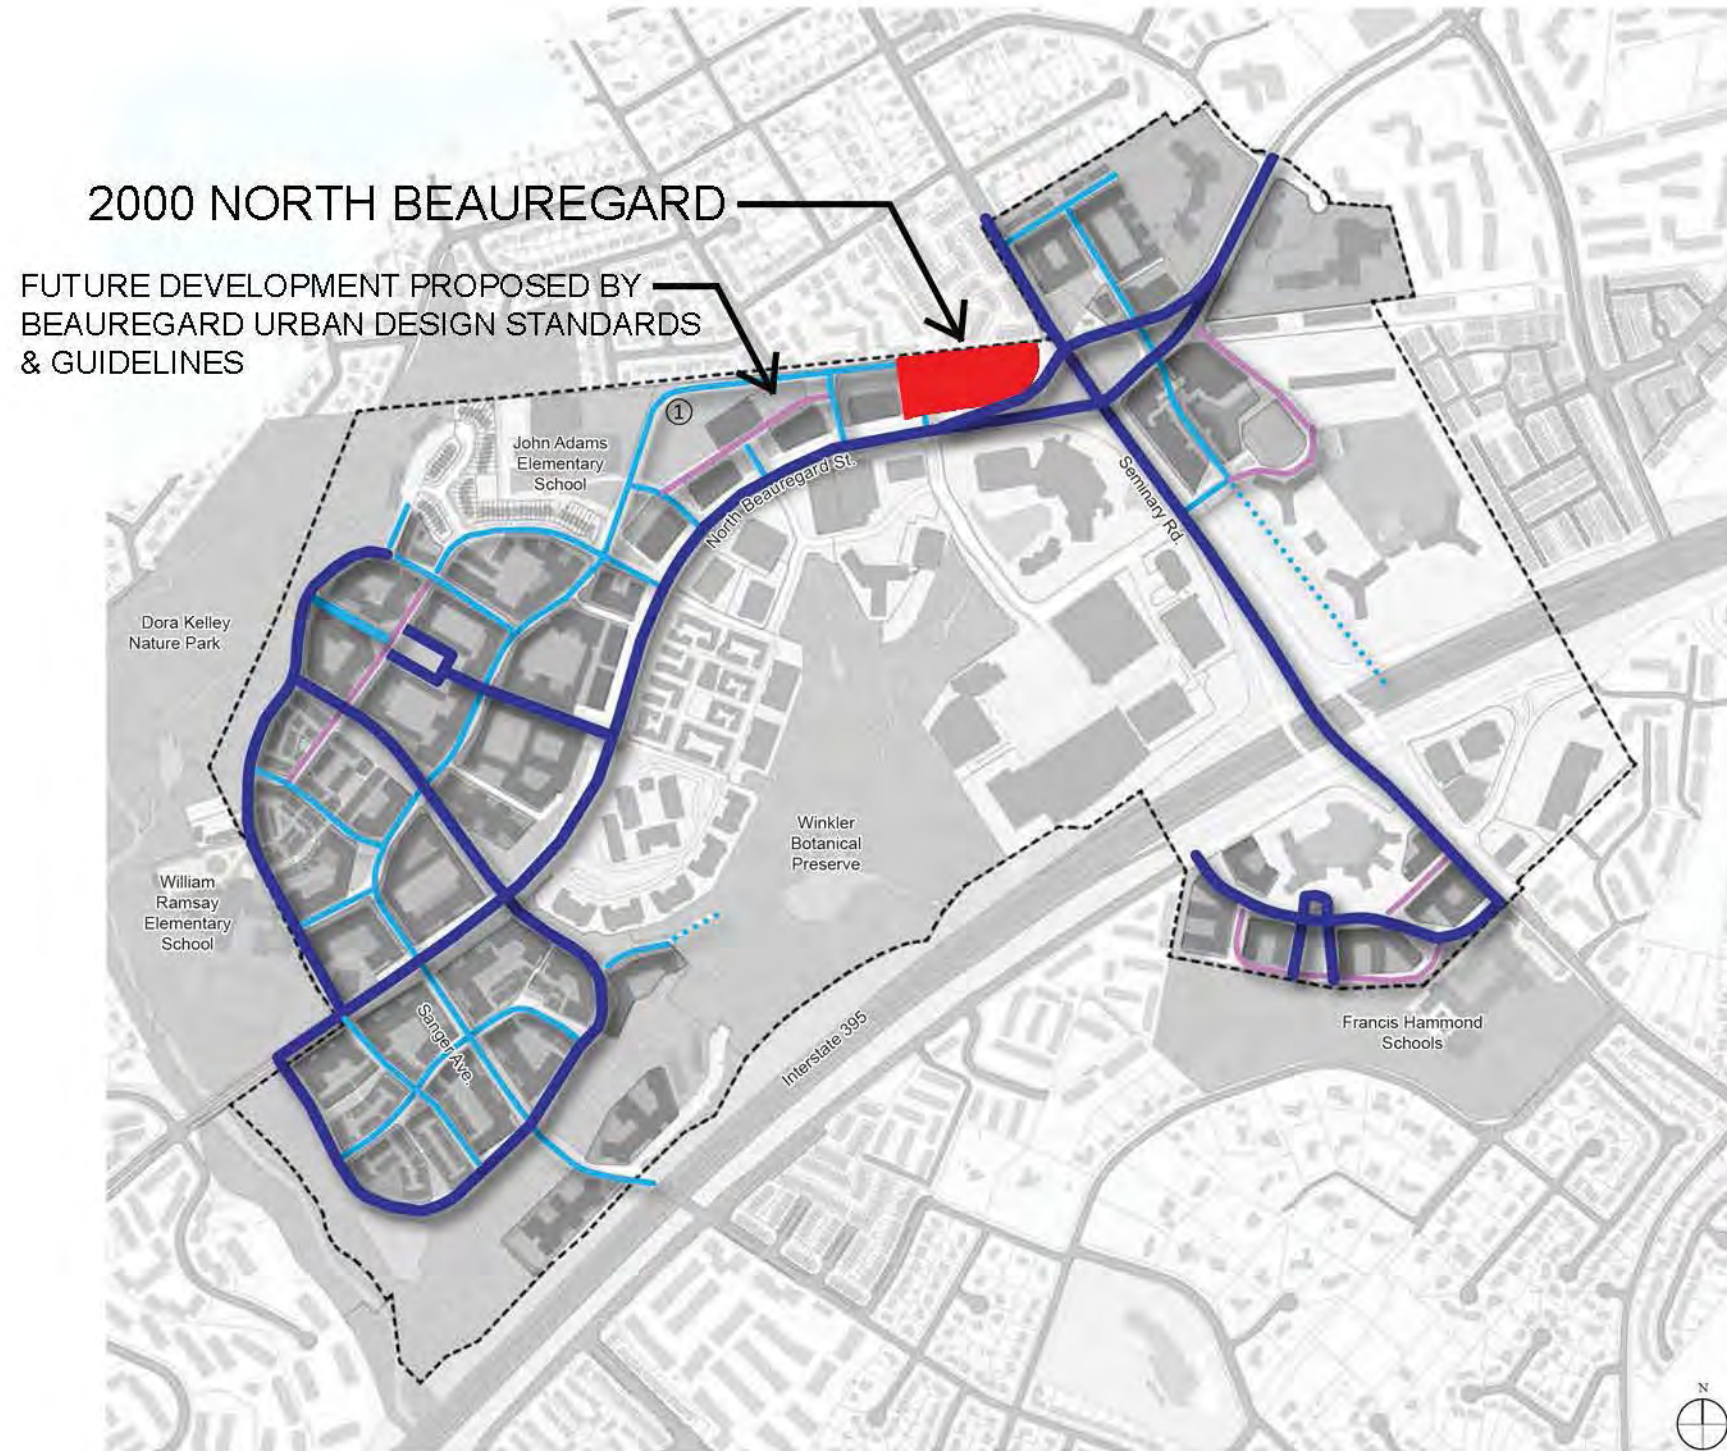 2000 NORTH BEAUREGARD
FUTURE DEVELOPMENT PROPOSED BY
BEAUREGARD URBAN DESIGN STANDARDS
& GUIDELINES
①
John Adams
Elementary
School
North Beauregard St.
Seminary Rd.
Dora Kelley
Nature Park
Winkler
Botanical
Preserve
William
Ramsay
Elementary
School
Sanger Ave.
Interstate 395
Francis Hammond
Schools
N